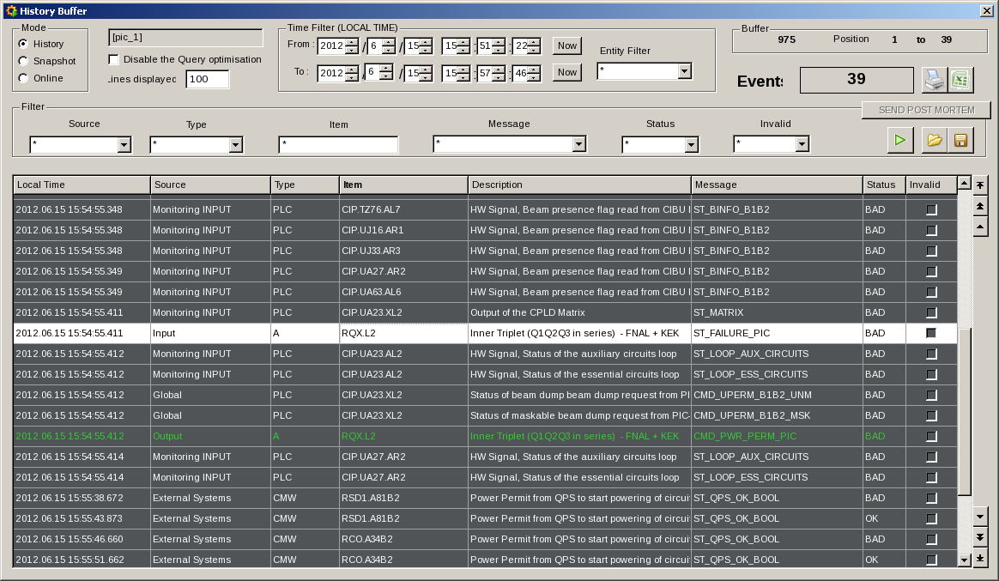 History Buffer
Mode
History
Snapshot
Online
[pic_1]
Disable the Query optimisation
Lines displayed 100
Time Filter (LOCAL TIME)
From : 2012 / 6 / 15 15 : 51 : 22 Now
To : 2012 / 6 / 15 15 : 57 : 46 Now
Entity Filter
*
Buffer
975 Position 1 to 39
Events 39
SEND POST MORTEM
Filter
Source Type Item Message Status Invalid
* * * * * *
Local Time Source Type Item Description Message Status Invalid
2012.06.15 15:54:55.348 Monitoring INPUT PLC CIP.TZ76.AL7 HW Signal, Beam presence flag read from CIBU ST_BINFO_B1B2 BAD
2012.06.15 15:54:55.348 Monitoring INPUT PLC CIP.UJ16.AR1 HW Signal, Beam presence flag read from CIBU ST_BINFO_B1B2 BAD
2012.06.15 15:54:55.348 Monitoring INPUT PLC CIP.UJ33.AR3 HW Signal, Beam presence flag read from CIBU ST_BINFO_B1B2 BAD
2012.06.15 15:54:55.349 Monitoring INPUT PLC CIP.UA27.AR2 HW Signal, Beam presence flag read from CIBU ST_BINFO_B1B2 BAD
2012.06.15 15:54:55.349 Monitoring INPUT PLC CIP.UA63.AL6 HW Signal, Beam presence flag read from CIBU ST_BINFO_B1B2 BAD
2012.06.15 15:54:55.411 Monitoring INPUT PLC CIP.UA23.XL2 Output of the CPLD Matrix ST_MATRIX BAD
2012.06.15 15:54:55.411 Input A RQX.L2 Inner Triplet (Q1Q2Q3 in series) - FNAL + KEK ST_FAILURE_PIC BAD
2012.06.15 15:54:55.412 Monitoring INPUT PLC CIP.UA23.AL2 HW Signal, Status of the auxiliary circuits loop ST_LOOP_AUX_CIRCUITS BAD
2012.06.15 15:54:55.412 Monitoring INPUT PLC CIP.UA23.AL2 HW Signal, Status of the essential circuits loop ST_LOOP_ESS_CIRCUITS BAD
2012.06.15 15:54:55.412 Global PLC CIP.UA23.XL2 Status of beam dump beam dump request from PI CMD_UPERM_B1B2_UNM BAD
2012.06.15 15:54:55.412 Global PLC CIP.UA23.XL2 Status of maskable beam dump request from PIC- CMD_UPERM_B1B2_MSK BAD
2012.06.15 15:54:55.412 Output A RQX.L2 Inner Triplet (Q1Q2Q3 in series) - FNAL + KEK CMD_PWR_PERM_PIC BAD
2012.06.15 15:54:55.414 Monitoring INPUT PLC CIP.UA27.AR2 HW Signal, Status of the auxiliary circuits loop ST_LOOP_AUX_CIRCUITS BAD
2012.06.15 15:54:55.414 Monitoring INPUT PLC CIP.UA27.AR2 HW Signal, Status of the essential circuits loop ST_LOOP_ESS_CIRCUITS BAD
2012.06.15 15:55:38.672 External Systems CMW RSD1.A81B2 Power Permit from QPS to start powering of circui ST_QPS_OK_BOOL BAD
2012.06.15 15:55:43.873 External Systems CMW RSD1.A81B2 Power Permit from QPS to start powering of circui ST_QPS_OK_BOOL OK
2012.06.15 15:55:46.660 External Systems CMW RCO.A34B2 Power Permit from QPS to start powering of circui ST_QPS_OK_BOOL BAD
2012.06.15 15:55:51.662 External Systems CMW RCO.A34B2 Power Permit from QPS to start powering of circui ST_QPS_OK_BOOL OK